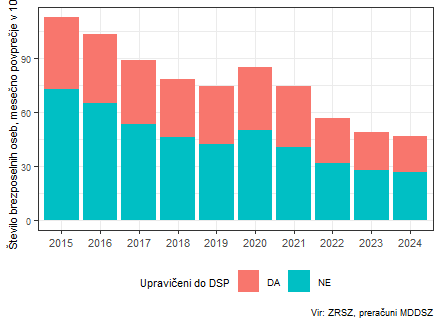 Število brezposelnih oseb, mesečno povprečje v 10
90
60
30
0
2015 2016 2017 2018 2019 2020 2021 2022 2023 2024
Upravičeni do DSP DA NE
Vir: ZRSZ, preračuni MDDSZ